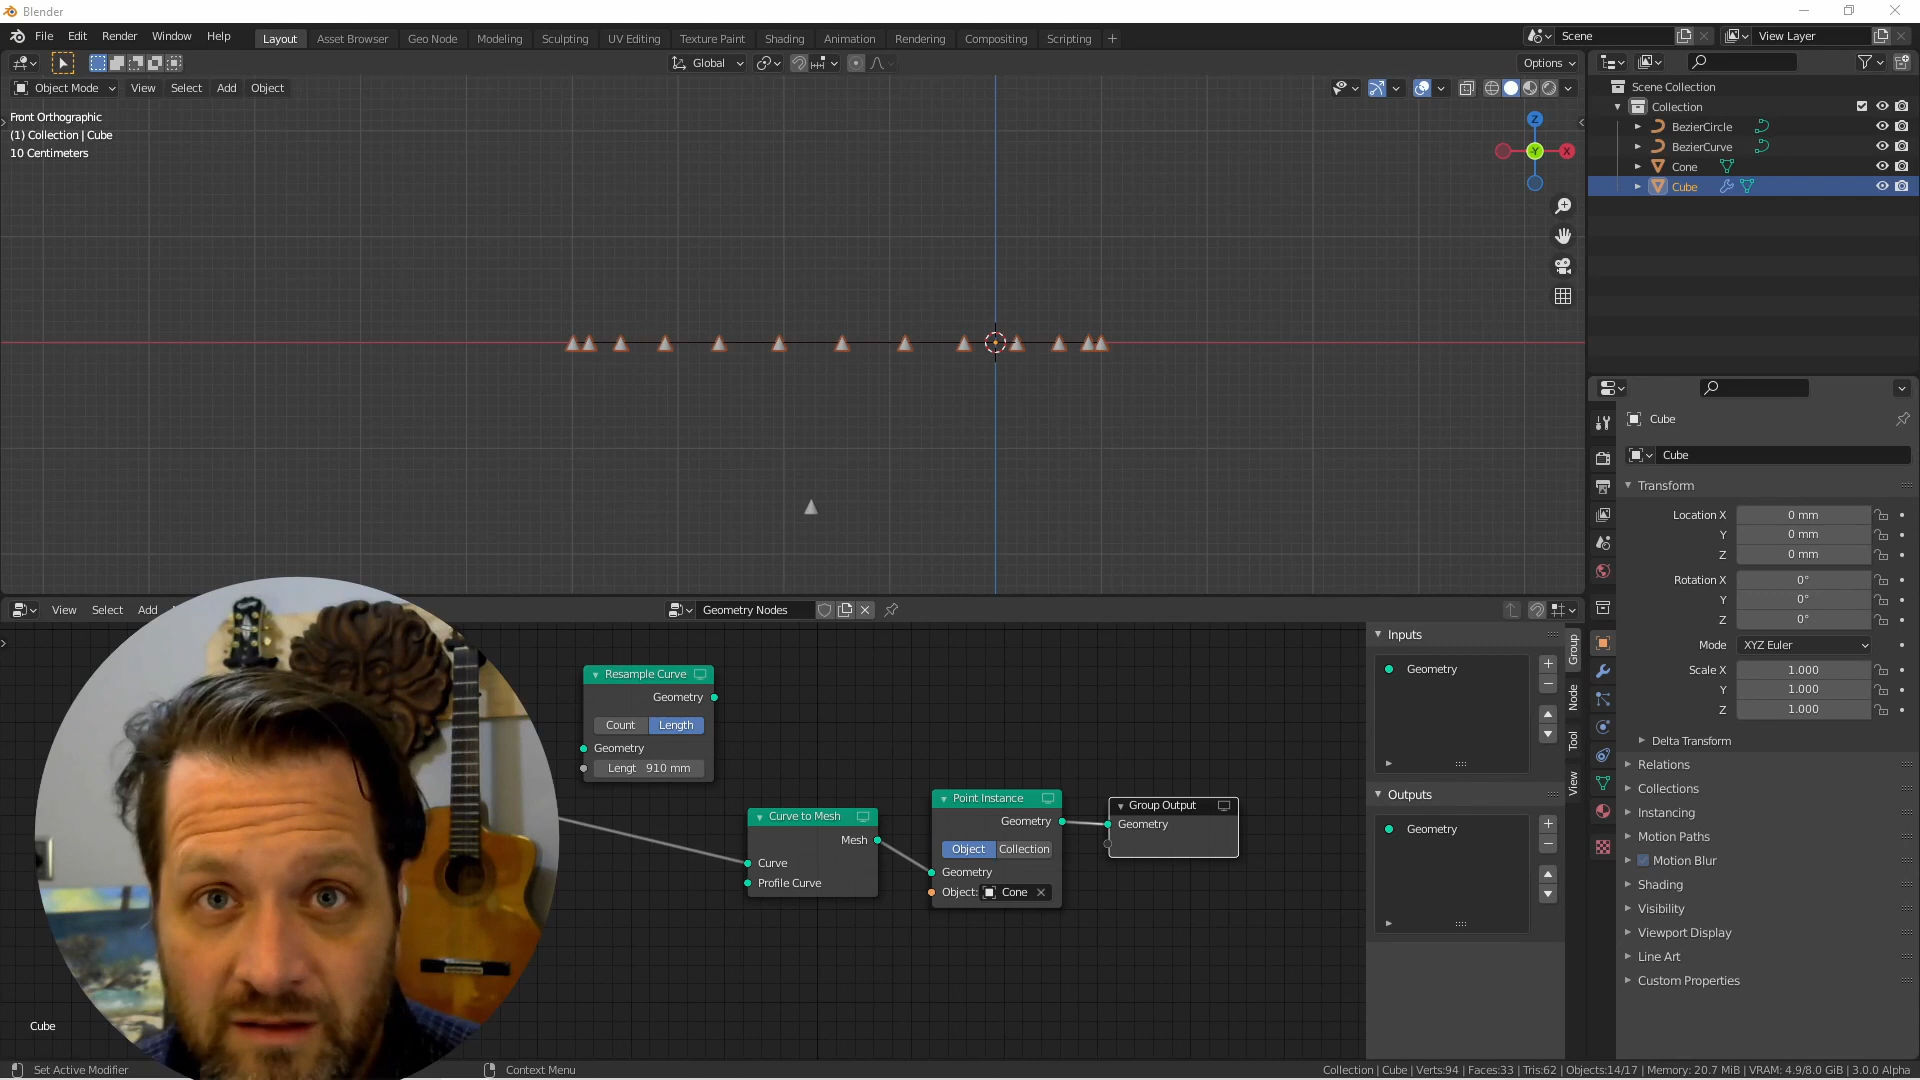 Blender
File Edit Render Window Help
Layout Asset Browser Geo Node Modeling Sculpting UV Editing Texture Paint Shading Animation Rendering Compositing Scripting
Scene
View Layer
Global
Options
Object Mode View Select Add Object
Front Orthographic
(1) Collection | Cube
10 Centimeters
Z
Y
X
Scene Collection
Collection
BezierCircle
BezierCurve
Cone
Cube
Cube
Cube
Transform
Location X 0 mm
Y 0 mm
Z 0 mm
Rotation X 0°
Y 0°
Z 0°
Mode XYZ Euler
Scale X 1.000
Y 1.000
Z 1.000
Delta Transform
Relations
Collections
Instancing
Motion Paths
Motion Blur
Shading
Visibility
Viewport Display
Line Art
Custom Properties
View Select Add
Geometry Nodes
Resample Curve
Geometry
Count Length
Geometry
Lengt 910 mm
Curve to Mesh
Mesh
Curve
Profile Curve
Point Instance
Geometry
Object Collection
Geometry
Object: Cone
Group Output
Geometry
Inputs
Geometry
Outputs
Geometry
Group
Node
Tool
View
Cube
Set Active Modifier
Context Menu
Collection | Cube | Verts:94 | Faces:33 | Tris:62 | Objects:14/17 | Memory: 20.7 MiB | VRAM: 4.9/8.0 GiB | 3.0.0 Alpha